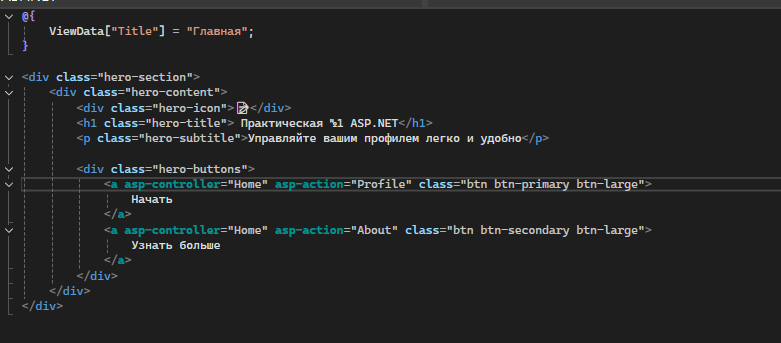 @{
    ViewData["Title"] = "Главная";
}
<div class="hero-section">
    <div class="hero-content">
        <div class="hero-icon">📝</div>
        <h1 class="hero-title"> Практическая №1 ASP.NET</h1>
        <p class="hero-subtitle">Управляйте вашим профилем легко и удобно</p>
        <div class="hero-buttons">
            <a asp-controller="Home" asp-action="Profile" class="btn btn-primary btn-large">
                Начать
            </a>
            <a asp-controller="Home" asp-action="About" class="btn btn-secondary btn-large">
                Узнать больше
            </a>
        </div>
    </div>
</div>